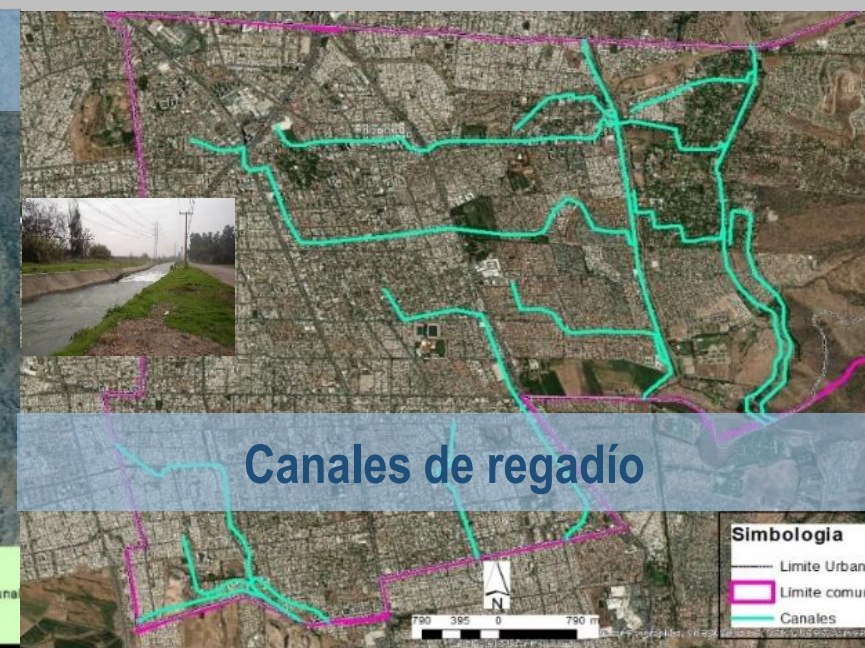 Canales de regadío
Simbologia
Limite Urban
Limite comu
Canales
N
790 395 0 790 m